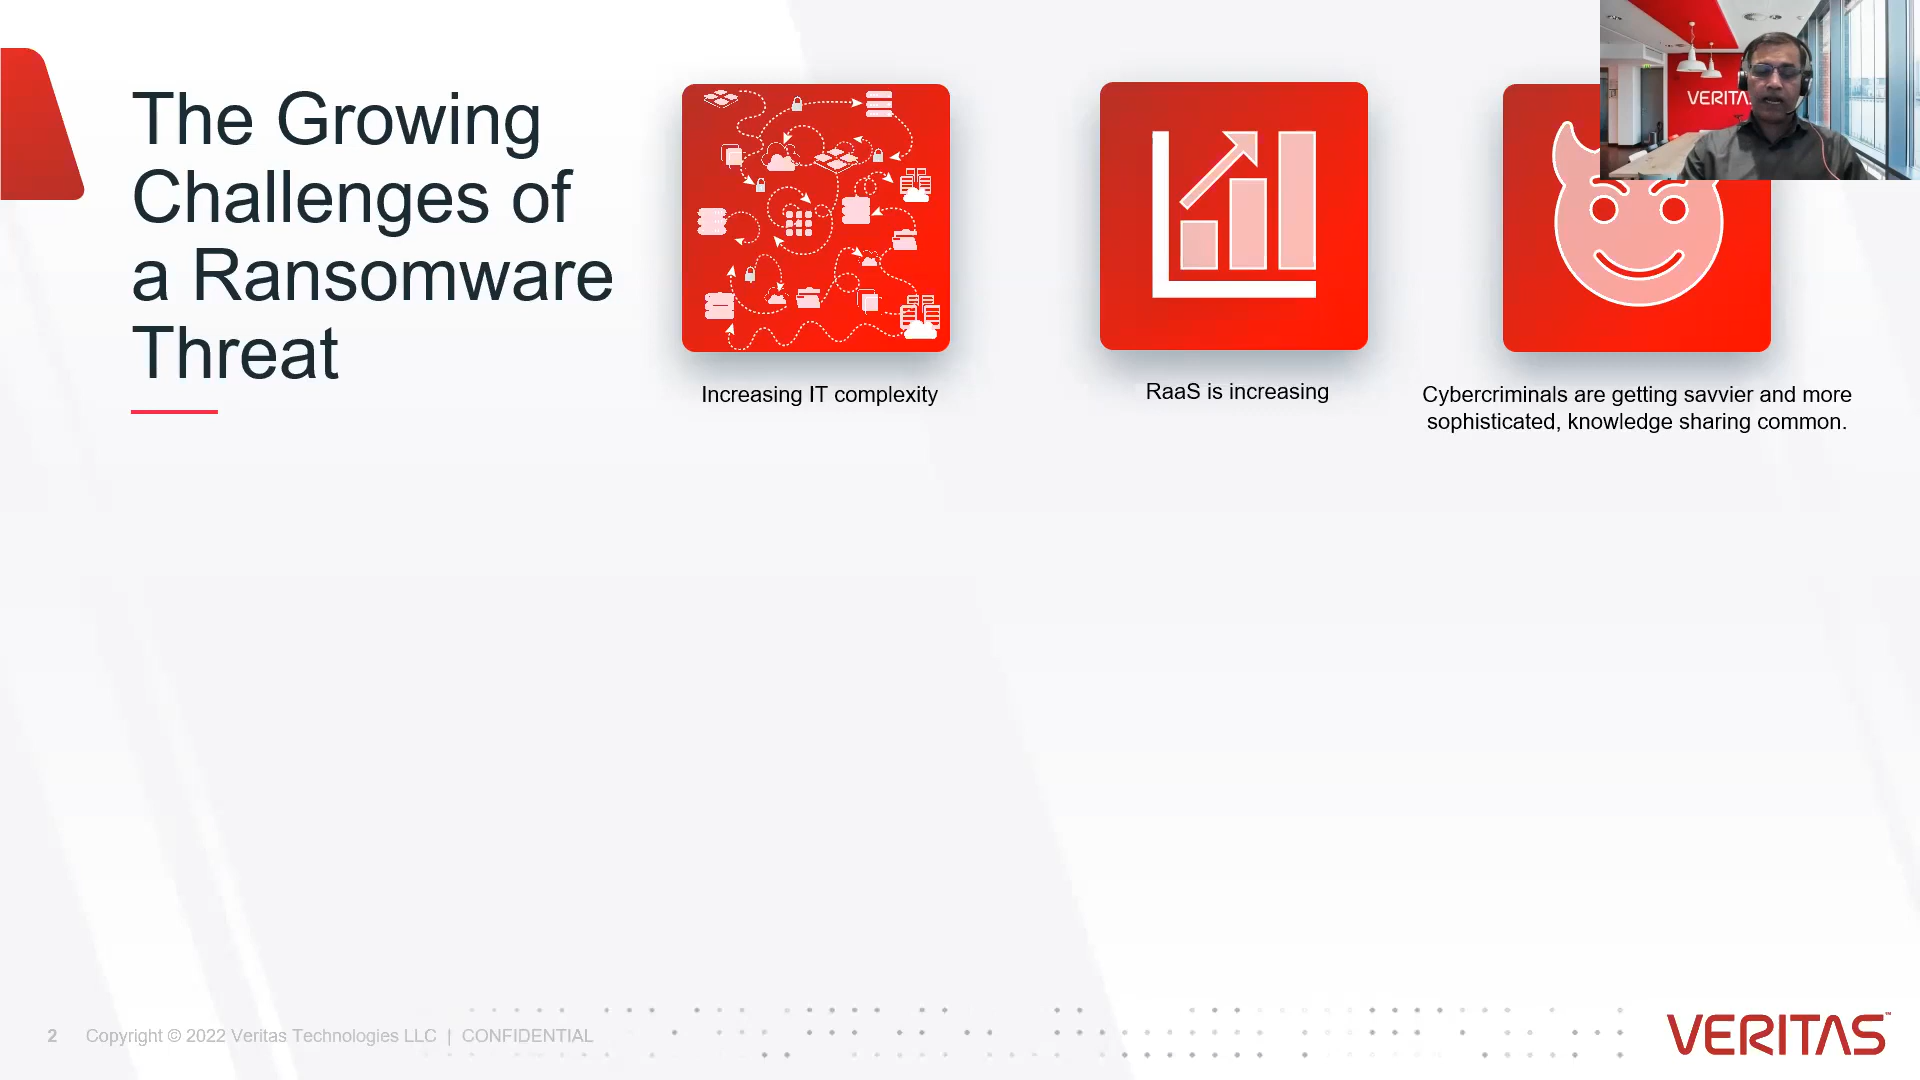 The Growing
Challenges of
a Ransomware
Threat
Increasing IT complexity
RaaS is increasing
Cybercriminals are getting savvier and more
sophisticated, knowledge sharing common.
2 Copyright © 2022 Veritas Technologies LLC | CONFIDENTIAL
VERITAS™